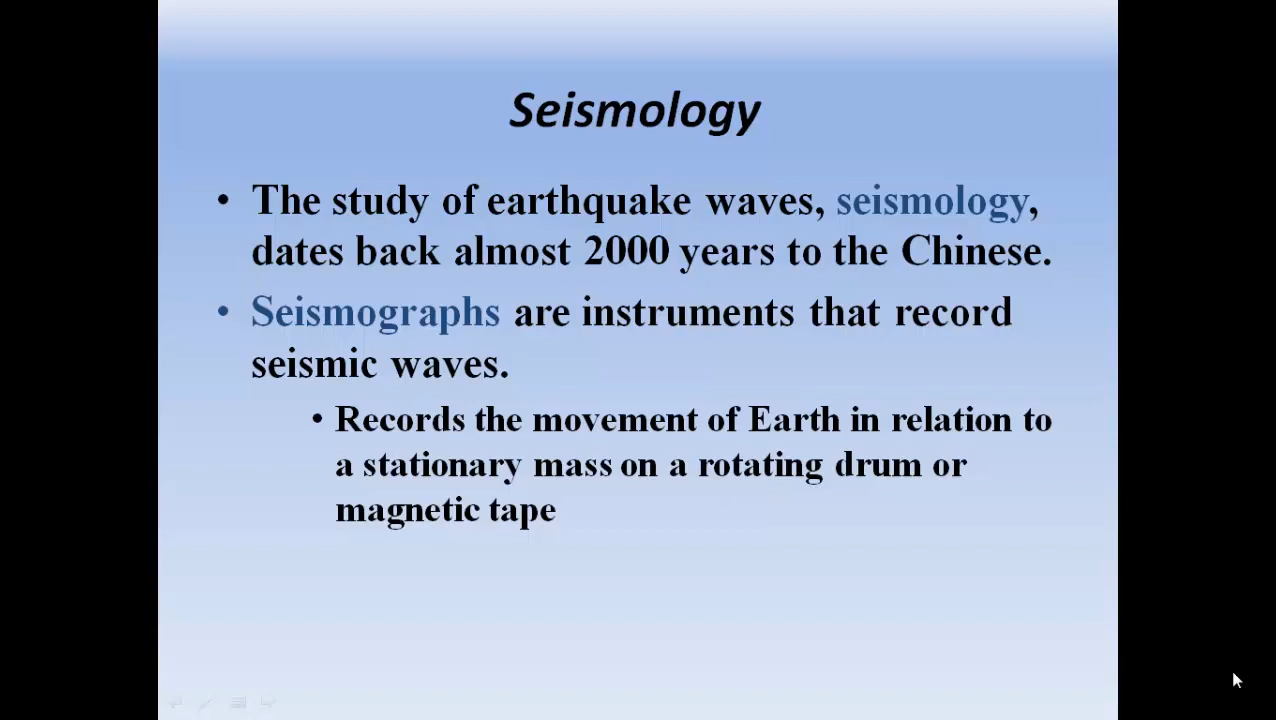 Seismology
• The study of earthquake waves, seismology,
dates back almost 2000 years to the Chinese.
• Seismographs are instruments that record
seismic waves.
• Records the movement of Earth in relation to
a stationary mass on a rotating drum or
magnetic tape